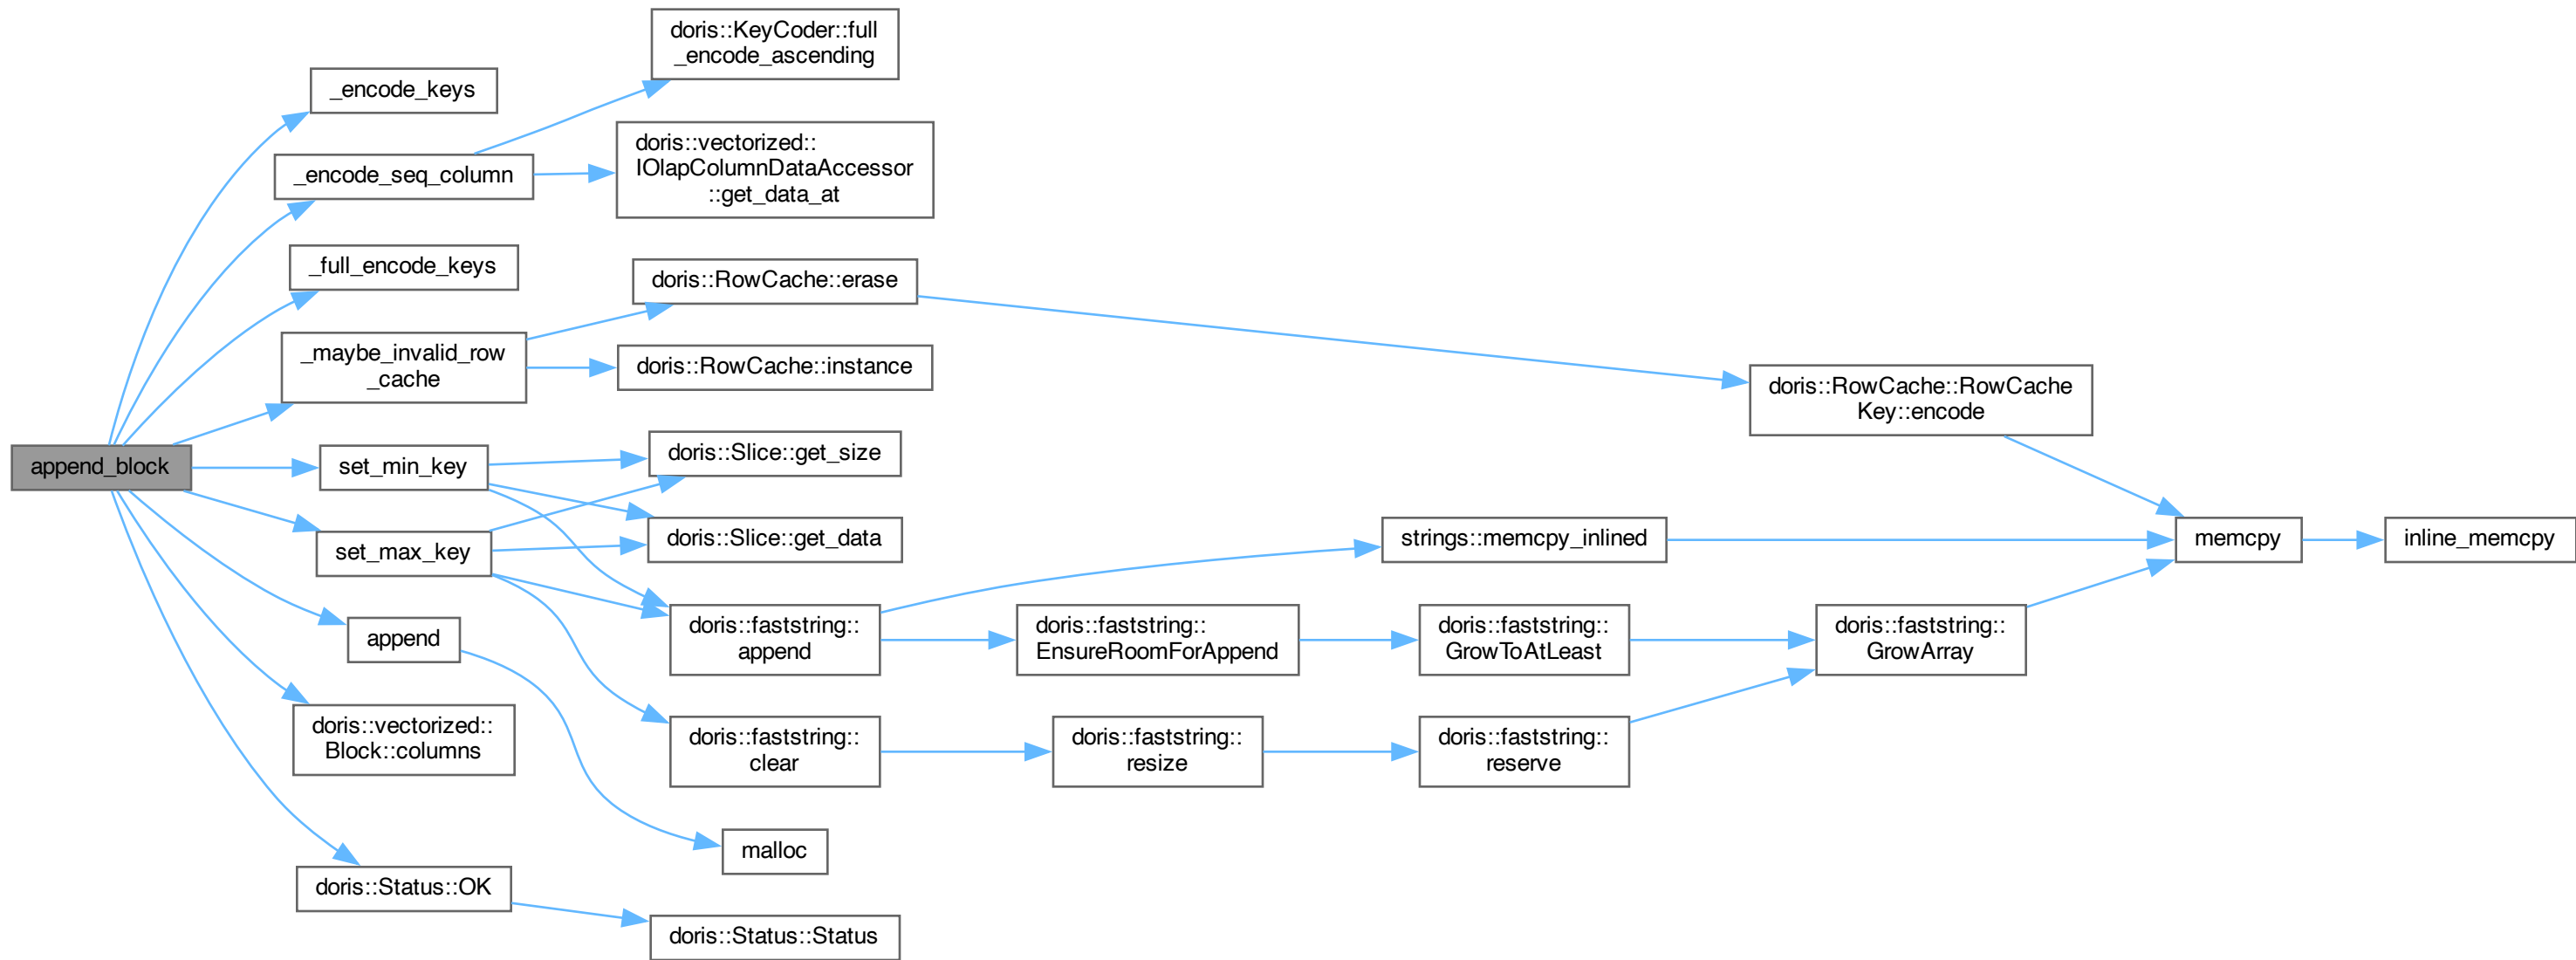 append_block
_encode_keys
_encode_seq_column
_full_encode_keys
_maybe_invalid_row
_cache
set_min_key
set_max_key
append
doris::vectorized::
Block::columns
doris::Status::OK
doris::KeyCoder::full
_encode_ascending
doris::vectorized::
IOlapColumnDataAccessor
::get_data_at
doris::RowCache::erase
doris::RowCache::instance
doris::Slice::get_size
doris::Slice::get_data
doris::faststring::
append
doris::faststring::
clear
malloc
doris::Status::Status
doris::faststring::
EnsureRoomForAppend
doris::faststring::
resize
strings::memcpy_inlined
doris::faststring::
GrowToAtLeast
doris::faststring::
reserve
doris::RowCache::RowCache
Key::encode
doris::faststring::
GrowArray
memcpy
inline_memcpy